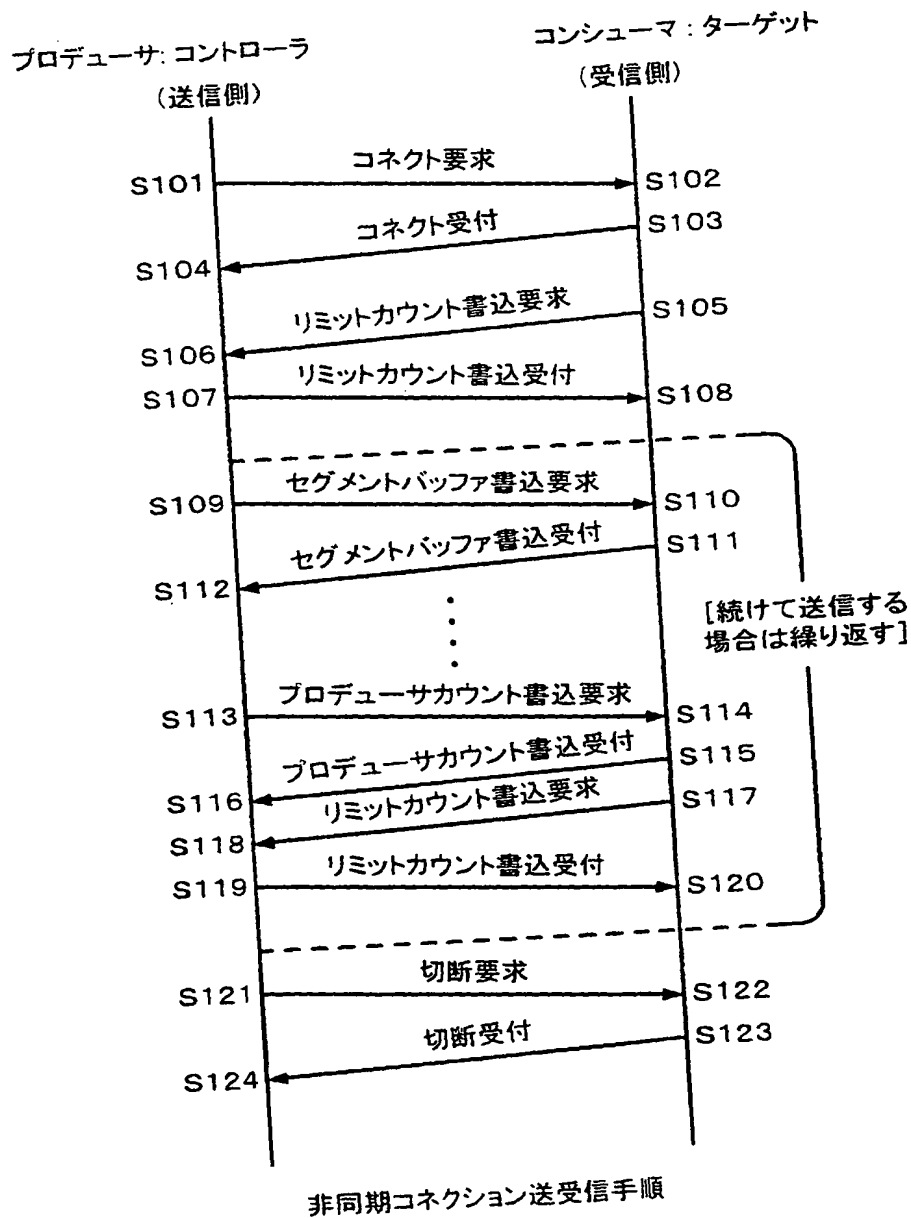 プロデューサ:コントローラ
(送信側)
コンシューマ:ターゲット
(受信側)
S101
コネクト要求
S102
コネクト受付
S103
S104
リミットカウント書込要求
S105
S106
リミットカウント書込受付
S107
S108
セグメントバッファ書込要求
S109
S110
セグメントバッファ書込受付
S111
S112
[続けて送信する
場合は繰り返す]
プロデューサカウント書込要求
S113
S114
プロデューサカウント書込受付
S115
S116
リミットカウント書込要求
S117
S118
リミットカウント書込受付
S119
S120
切断要求
S121
S122
切断受付
S123
S124
非同期コネクション送受信手順